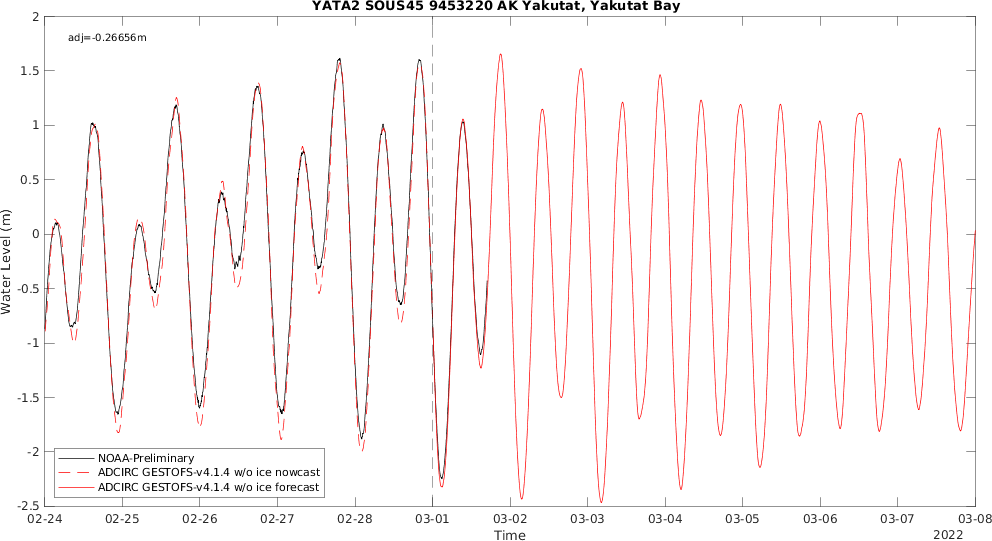 YATA2 SOUS45 9453220 AK Yakutat, Yakutat Bay
adj=-0.26656m
2
1.5
1
0.5
0
-0.5
-1
-1.5
-2
-2.5
Water Level (m)
NOAA-Preliminary
ADCIRC GESTOFS-v4.1.4 w/o ice nowcast
ADCIRC GESTOFS-v4.1.4 w/o ice forecast
02-24 02-25 02-26 02-27 02-28 03-01 03-02 03-03 03-04 03-05 03-06 03-07 03-08
Time
2022